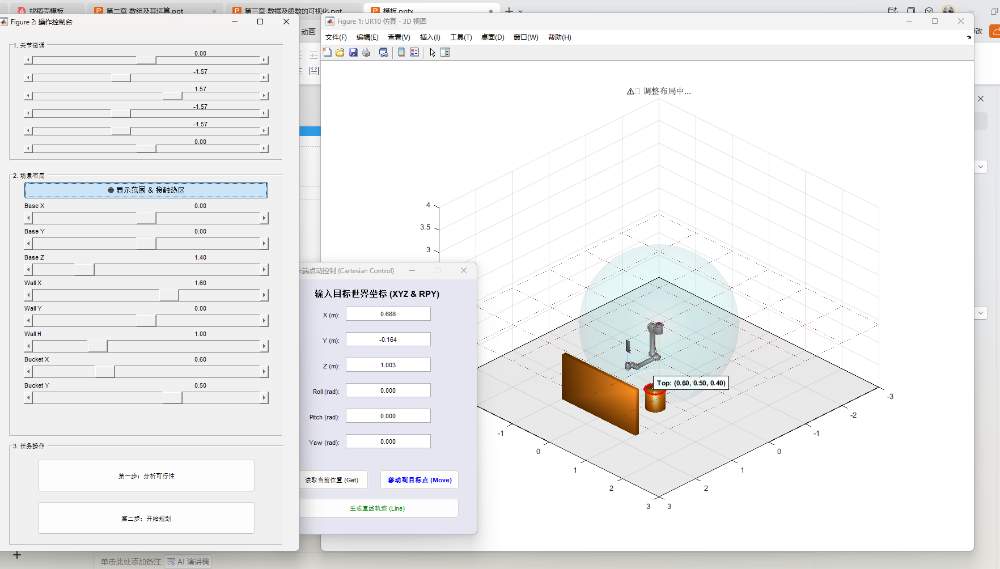 找稻壳模板
第二章 数组及其运算.ppt
第三章 数据及函数的可视化.ppt
模板.pptx
动画
Figure 2: 操作控制台
1. 关节微调
0.00
-1.57
1.57
-1.57
-1.57
0.00
2. 场景布局
显示范围 & 接触热区
Base X 0.00
Base Y 0.00
Base Z 1.40
Wall X 1.60
Wall Y 0.00
Wall H 1.00
Bucket X 0.60
Bucket Y 0.50
3. 任务操作
第一步：分析可行性
第二步：开始规划
端点动控制 (Cartesian Control)
输入目标世界坐标 (XYZ & RPY)
X (m): 0.688
Y (m): -0.164
Z (m): 1.003
Roll (rad): 0.000
Pitch (rad): 0.000
Yaw (rad): 0.000
读取当前位置 (Get)
移动到目标点 (Move)
生成直线轨迹 (Line)
Figure 1: UR10 仿真 - 3D 视图
文件(F) 编辑(E) 查看(V) 插入(I) 工具(T) 桌面(D) 窗口(W) 帮助(H)
⚠ 调整布局中...
4
3.5
3
Top: (0.60, 0.50, 0.40)
-1
0
1
2
3
3
2
1
0
-1
-2
-3
改
单击此处添加备注
AI 演讲稿